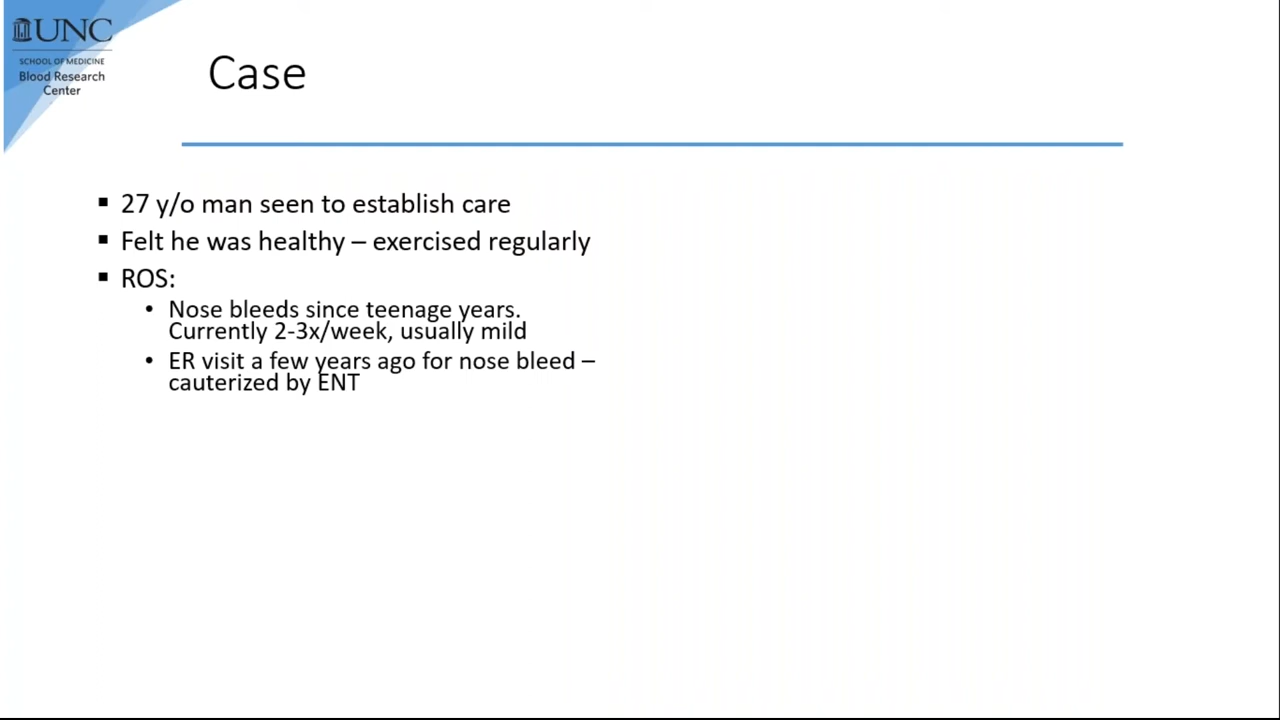 UNC
SCHOOL OF MEDICINE
Blood Research
Center
Case
▪ 27 y/o man seen to establish care
▪ Felt he was healthy – exercised regularly
▪ ROS:
• Nose bleeds since teenage years.
Currently 2-3x/week, usually mild
• ER visit a few years ago for nose bleed –
cauterized by ENT